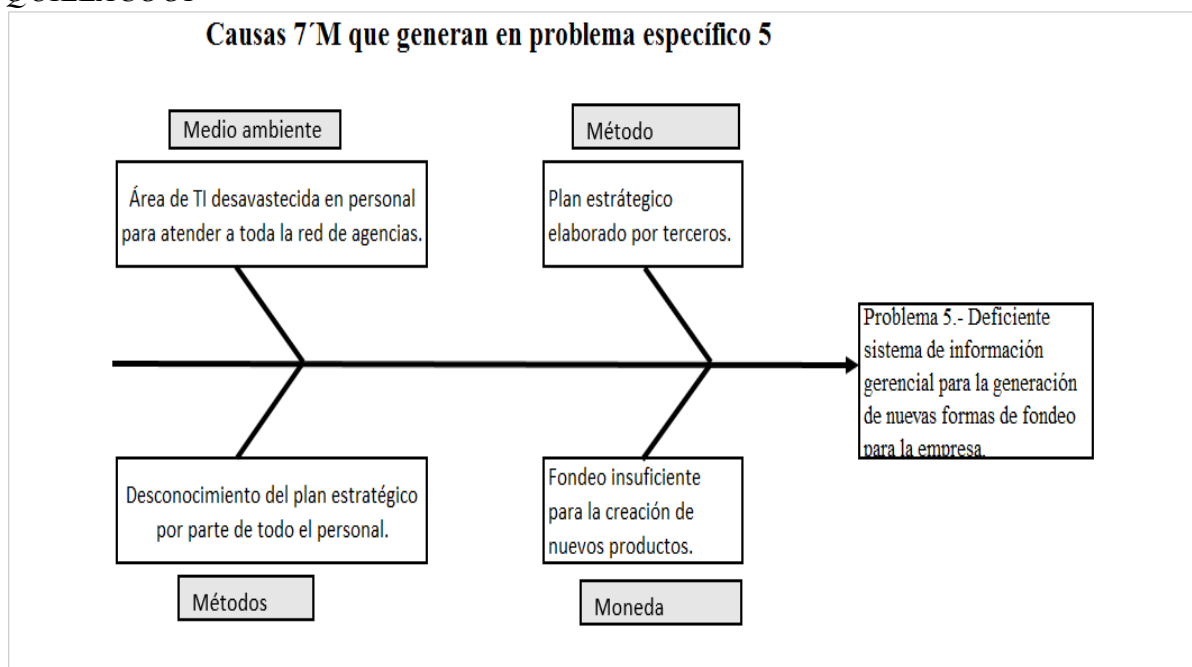 Causas 7´M que generan en problema específico 5
Medio ambiente
Método
Área de TI desavastecida en personal
para atender a toda la red de agencias.
Plan estrátegico
elaborado por terceros.
Problema 5.- Deficiente
sistema de información
gerencial para la generación
de nuevas formas de fondeo
para la empresa.
Desconocimiento del plan estratégico
por parte de todo el personal.
Fondeo insuficiente
para la creación de
nuevos productos.
Métodos
Moneda